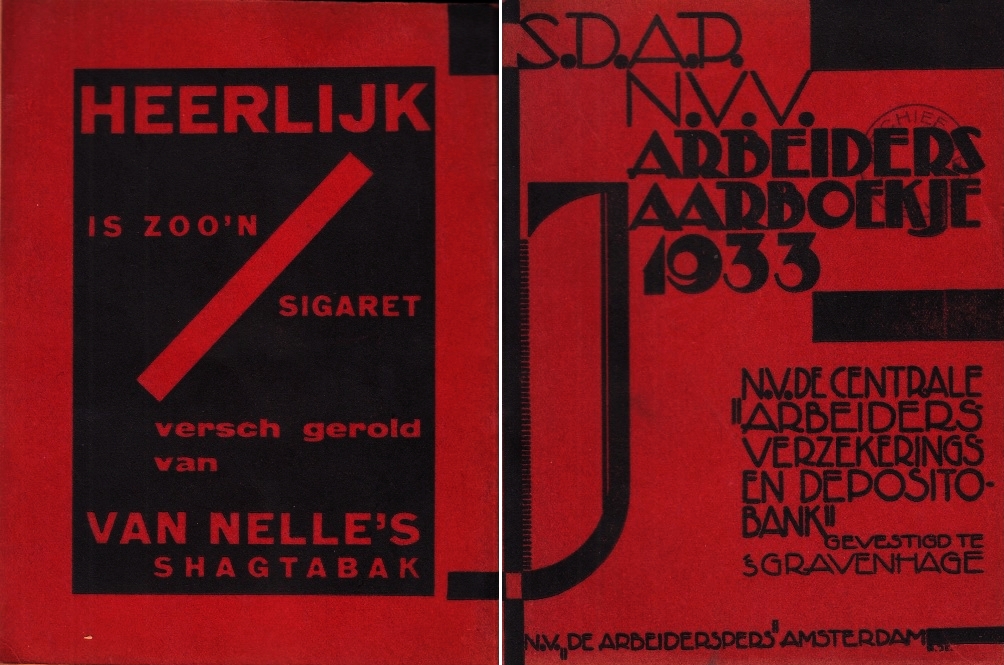 HEERLIJK
IS ZOO'N
SIGARET
versch gerold
van
VAN NELLE'S
SHAGTABAK
S.D.A.P.
N.V.V.
ARBEIDERS
JAARBOEKJE
1933
N.V. DE CENTRALE
"ARBEIDERS-
VERZEKERINGS-
EN DEPOSITO-
BANK"
GEVESTIGD TE
'S GRAVENHAGE
N.V. „DE ARBEIDERSPERS" AMSTERDAM